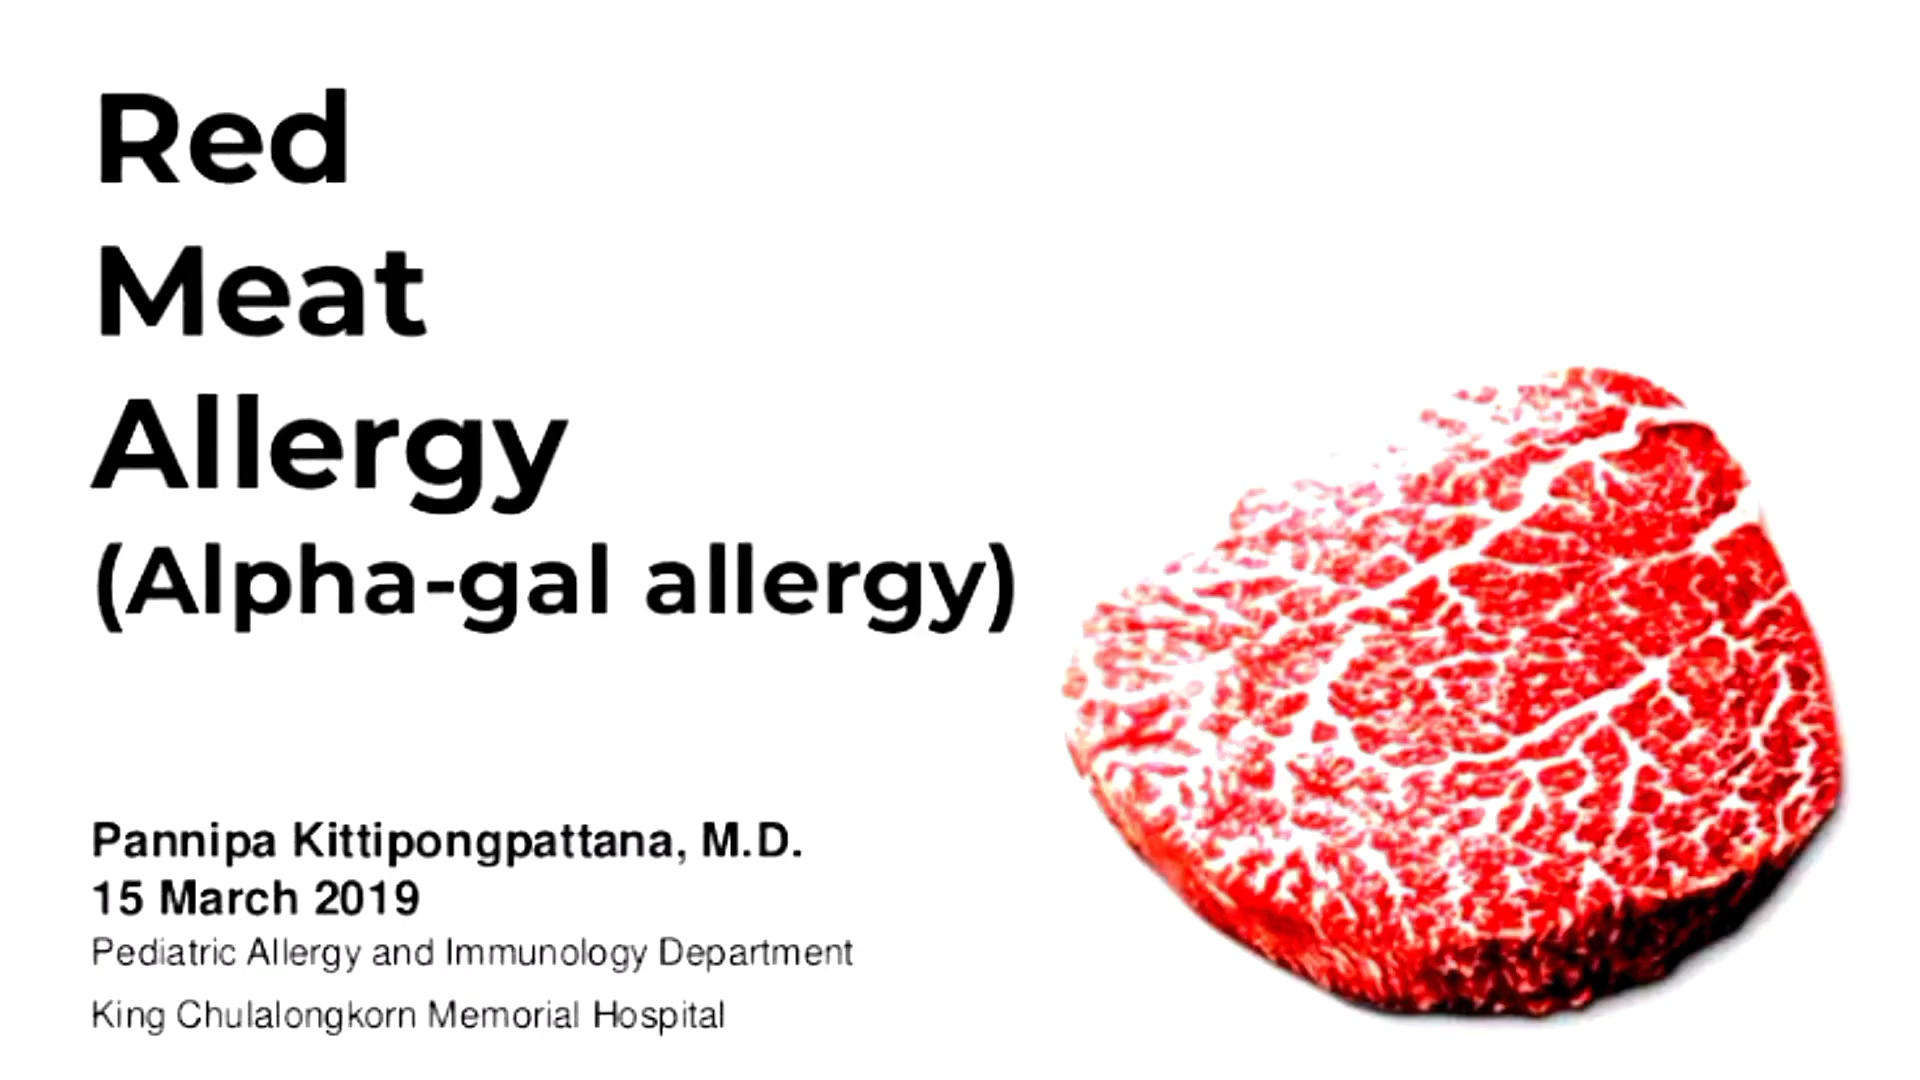 Red
Meat
Allergy
(Alpha-gal allergy)
Pannipa Kittipongpattana, M.D.
15 March 2019
Pediatric Allergy and Immunology Department
King Chulalongkorn Memorial Hospital